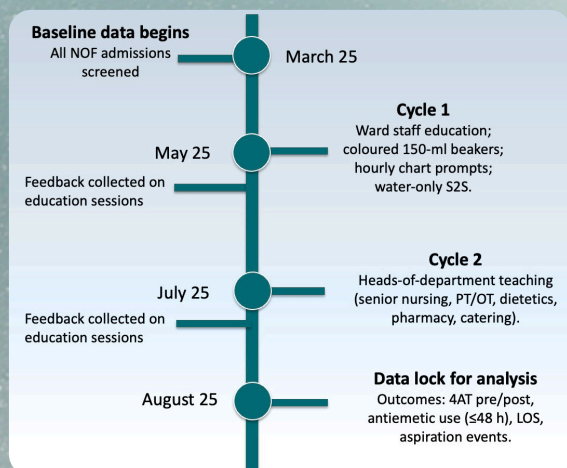 Baseline data begins
All NOF admissions
screened
March 25
Cycle 1
Ward staff education;
coloured 150-ml beakers;
hourly chart prompts;
water-only S2S.
May 25
Feedback collected on
education sessions
Cycle 2
Heads-of-department teaching
(senior nursing, PT/OT, dietetics,
pharmacy, catering).
July 25
Feedback collected on
education sessions
Data lock for analysis
Outcomes: 4AT pre/post,
antiemetic use (≤48 h), LOS,
aspiration events.
August 25